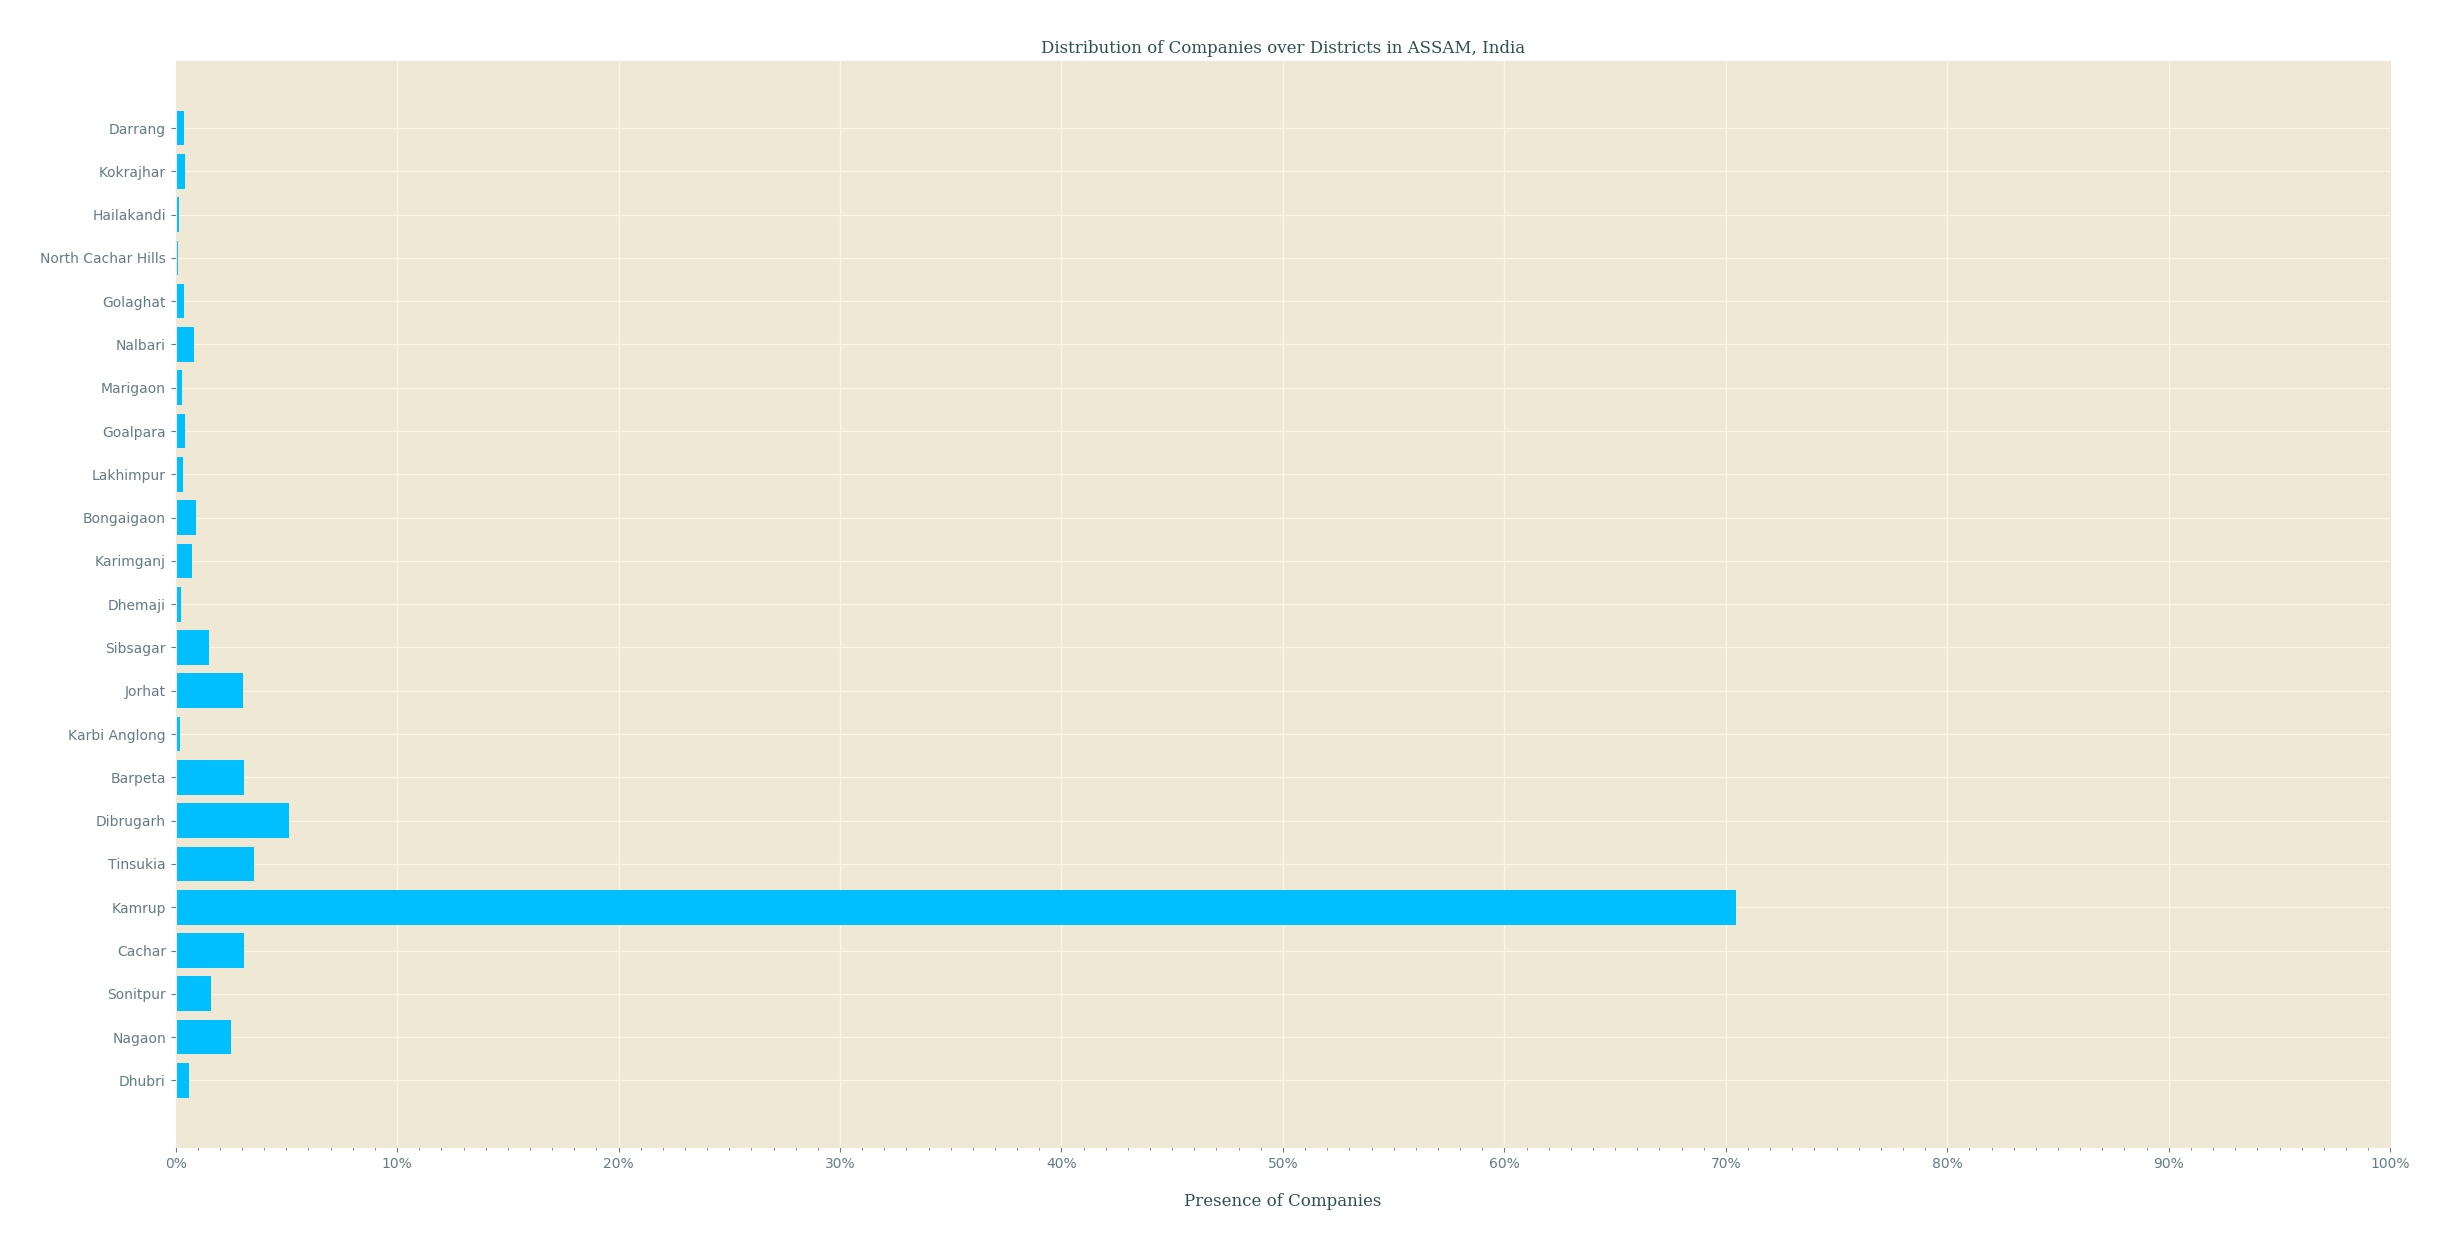 Distribution of Companies over Districts in ASSAM, India
Darrang
Kokrajhar
Hailakandi
North Cachar Hills
Golaghat
Nalbari
Marigaon
Goalpara
Lakhimpur
Bongaigaon
Karimganj
Dhemaji
Sibsagar
Jorhat
Karbi Anglong
Barpeta
Dibrugarh
Tinsukia
Kamrup
Cachar
Sonitpur
Nagaon
Dhubri
0% 10% 20% 30% 40% 50% 60% 70% 80% 90% 100%
Presence of Companies